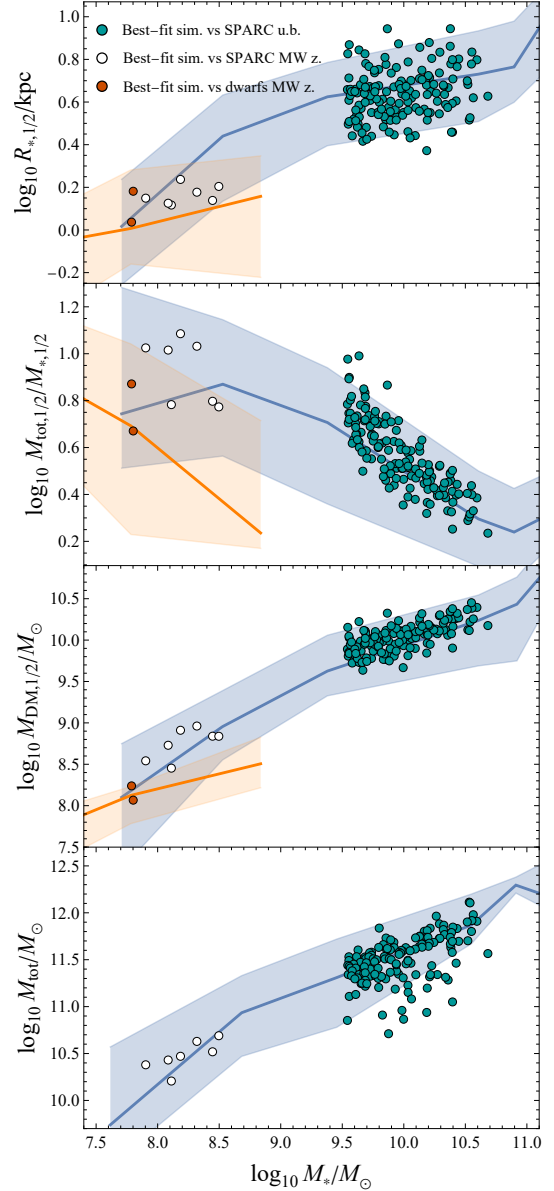 Best-fit sim. vs SPARC u.b.
Best-fit sim. vs SPARC MW z.
Best-fit sim. vs dwarfs MW z.
log₁₀ R∗,1/2/kpc
1.0
0.8
0.6
0.4
0.2
0.0
−0.2
log₁₀ Mtot,1/2/M∗,1/2
1.2
1.0
0.8
0.6
0.4
0.2
log₁₀ MDM,1/2/M⊙
10.5
10.0
9.5
9.0
8.5
8.0
7.5
log₁₀ Mtot/M⊙
12.5
12.0
11.5
11.0
10.5
10.0
7.5 8.0 8.5 9.0 9.5 10.0 10.5 11.0
log₁₀ M∗/M⊙